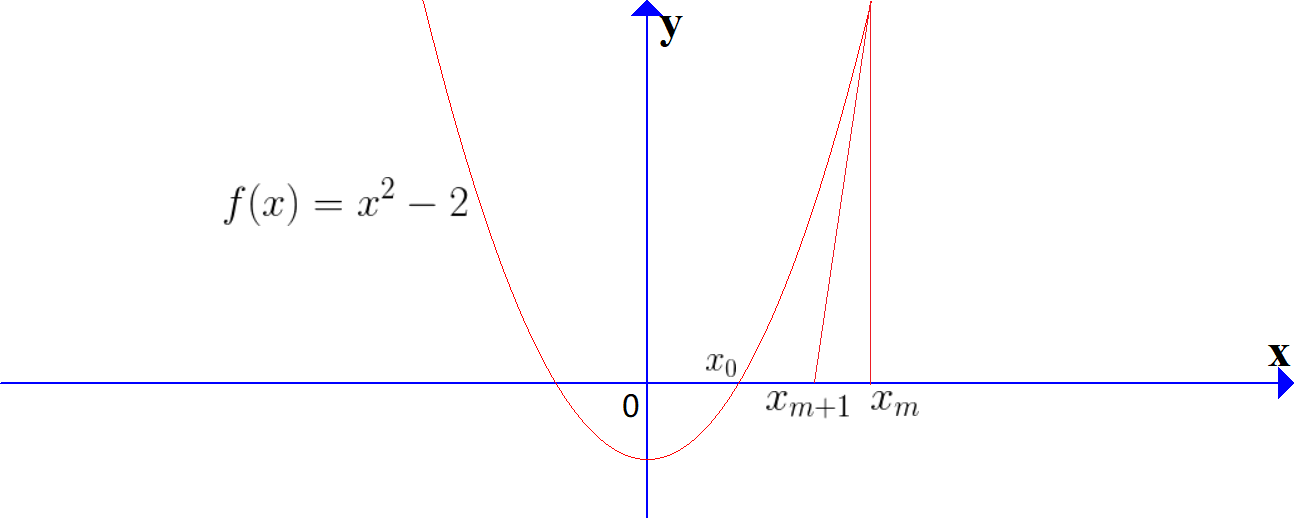 y
f(x) = x² − 2
x₀
x
0
xₘ₊₁
xₘ